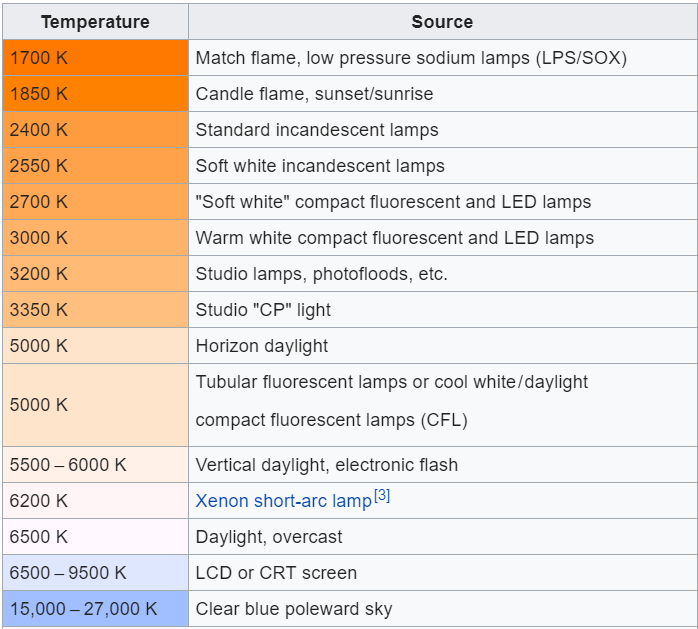 Temperature Source
1700 K Match flame, low pressure sodium lamps (LPS/SOX)
1850 K Candle flame, sunset/sunrise
2400 K Standard incandescent lamps
2550 K Soft white incandescent lamps
2700 K "Soft white" compact fluorescent and LED lamps
3000 K Warm white compact fluorescent and LED lamps
3200 K Studio lamps, photofloods, etc.
3350 K Studio "CP" light
5000 K Horizon daylight
5000 K Tubular fluorescent lamps or cool white/daylight
compact fluorescent lamps (CFL)
5500 – 6000 K Vertical daylight, electronic flash
6200 K Xenon short-arc lamp[3]
6500 K Daylight, overcast
6500 – 9500 K LCD or CRT screen
15,000 – 27,000 K Clear blue poleward sky